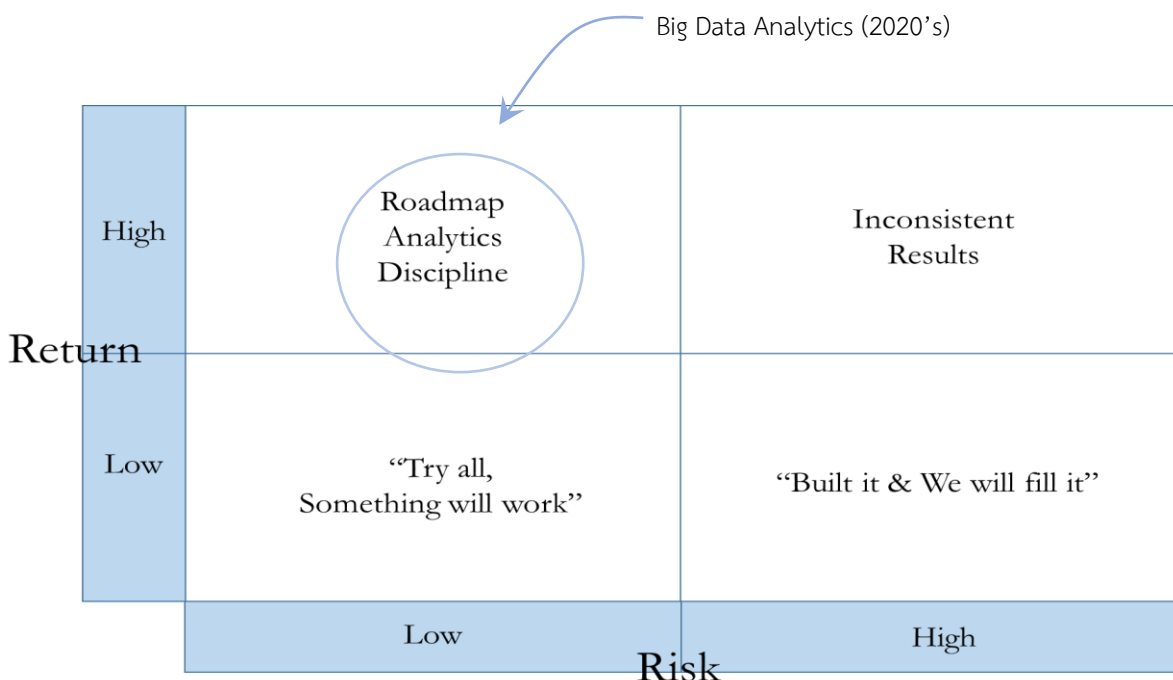 Big Data Analytics (2020’s)
High
Roadmap
Analytics
Discipline
Inconsistent
Results
Return
Low
“Try all,
Something will work”
“Built it & We will fill it”
Low
High
Risk